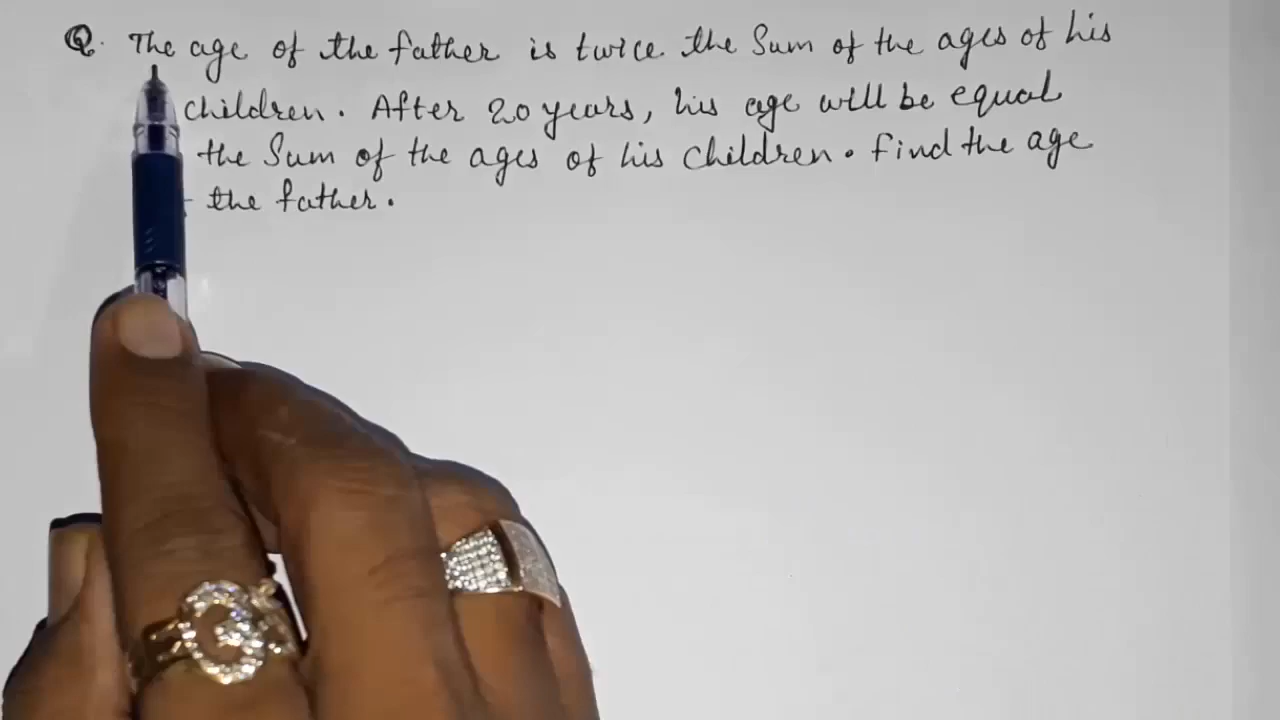 Q. The age of the father is twice the Sum of the ages of his
children. After 20 years, his age will be equal
the Sum of the ages of his children. Find the age
the father.